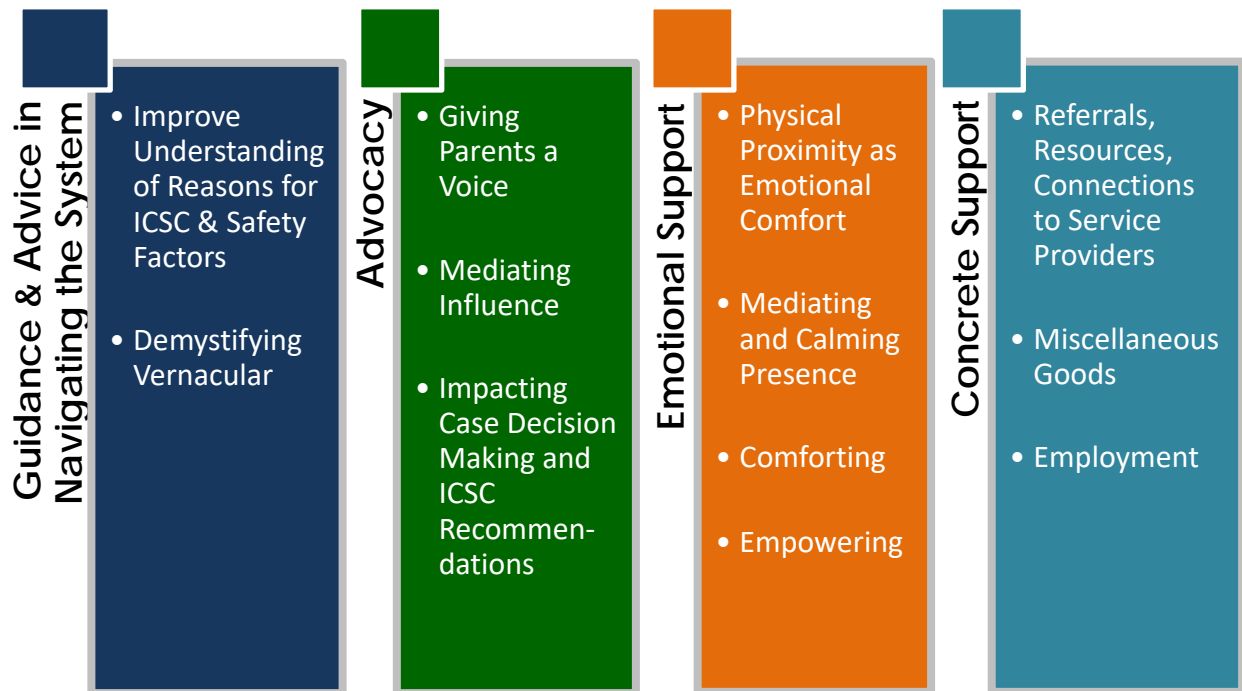 Guidance & Advice in
Navigating the System
• Improve
Understanding
of Reasons for
ICSC & Safety
Factors
• Demystifying
Vernacular
Advocacy
• Giving
Parents a
Voice
• Mediating
Influence
• Impacting
Case Decision
Making and
ICSC
Recommen-
dations
Emotional Support
• Physical
Proximity as
Emotional
Comfort
• Mediating
and Calming
Presence
• Comforting
• Empowering
Concrete Support
• Referrals,
Resources,
Connections
to Service
Providers
• Miscellaneous
Goods
• Employment